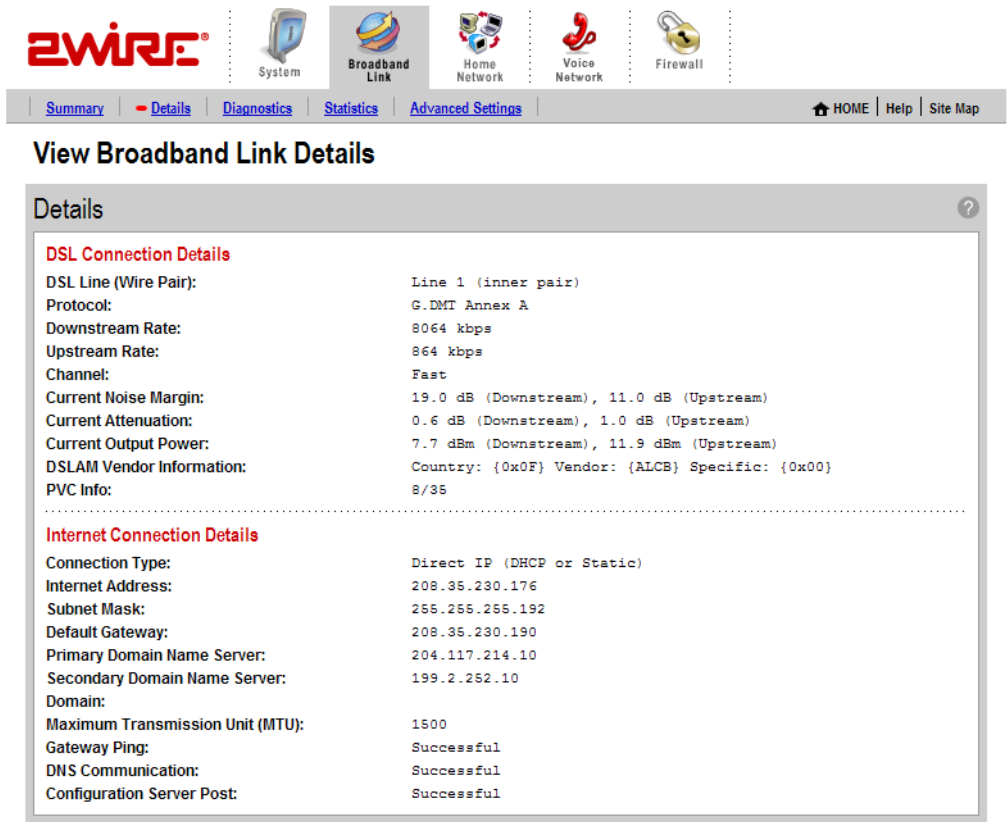 2WIRE®
System
Broadband
Link
Home
Network
Voice
Network
Firewall
Summary Details Diagnostics Statistics Advanced Settings HOME Help Site Map
View Broadband Link Details
Details ?
DSL Connection Details
DSL Line (Wire Pair): Line 1 (inner pair)
Protocol: G.DMT Annex A
Downstream Rate: 8064 kbps
Upstream Rate: 864 kbps
Channel: Fast
Current Noise Margin: 19.0 dB (Downstream), 11.0 dB (Upstream)
Current Attenuation: 0.6 dB (Downstream), 1.0 dB (Upstream)
Current Output Power: 7.7 dBm (Downstream), 11.9 dBm (Upstream)
DSLAM Vendor Information: Country: {0x0F} Vendor: {ALCB} Specific: {0x00}
PVC Info: 8/35
Internet Connection Details
Connection Type: Direct IP (DHCP or Static)
Internet Address: 208.35.230.176
Subnet Mask: 255.255.255.192
Default Gateway: 208.35.230.190
Primary Domain Name Server: 204.117.214.10
Secondary Domain Name Server: 199.2.252.10
Domain:
Maximum Transmission Unit (MTU): 1500
Gateway Ping: Successful
DNS Communication: Successful
Configuration Server Post: Successful